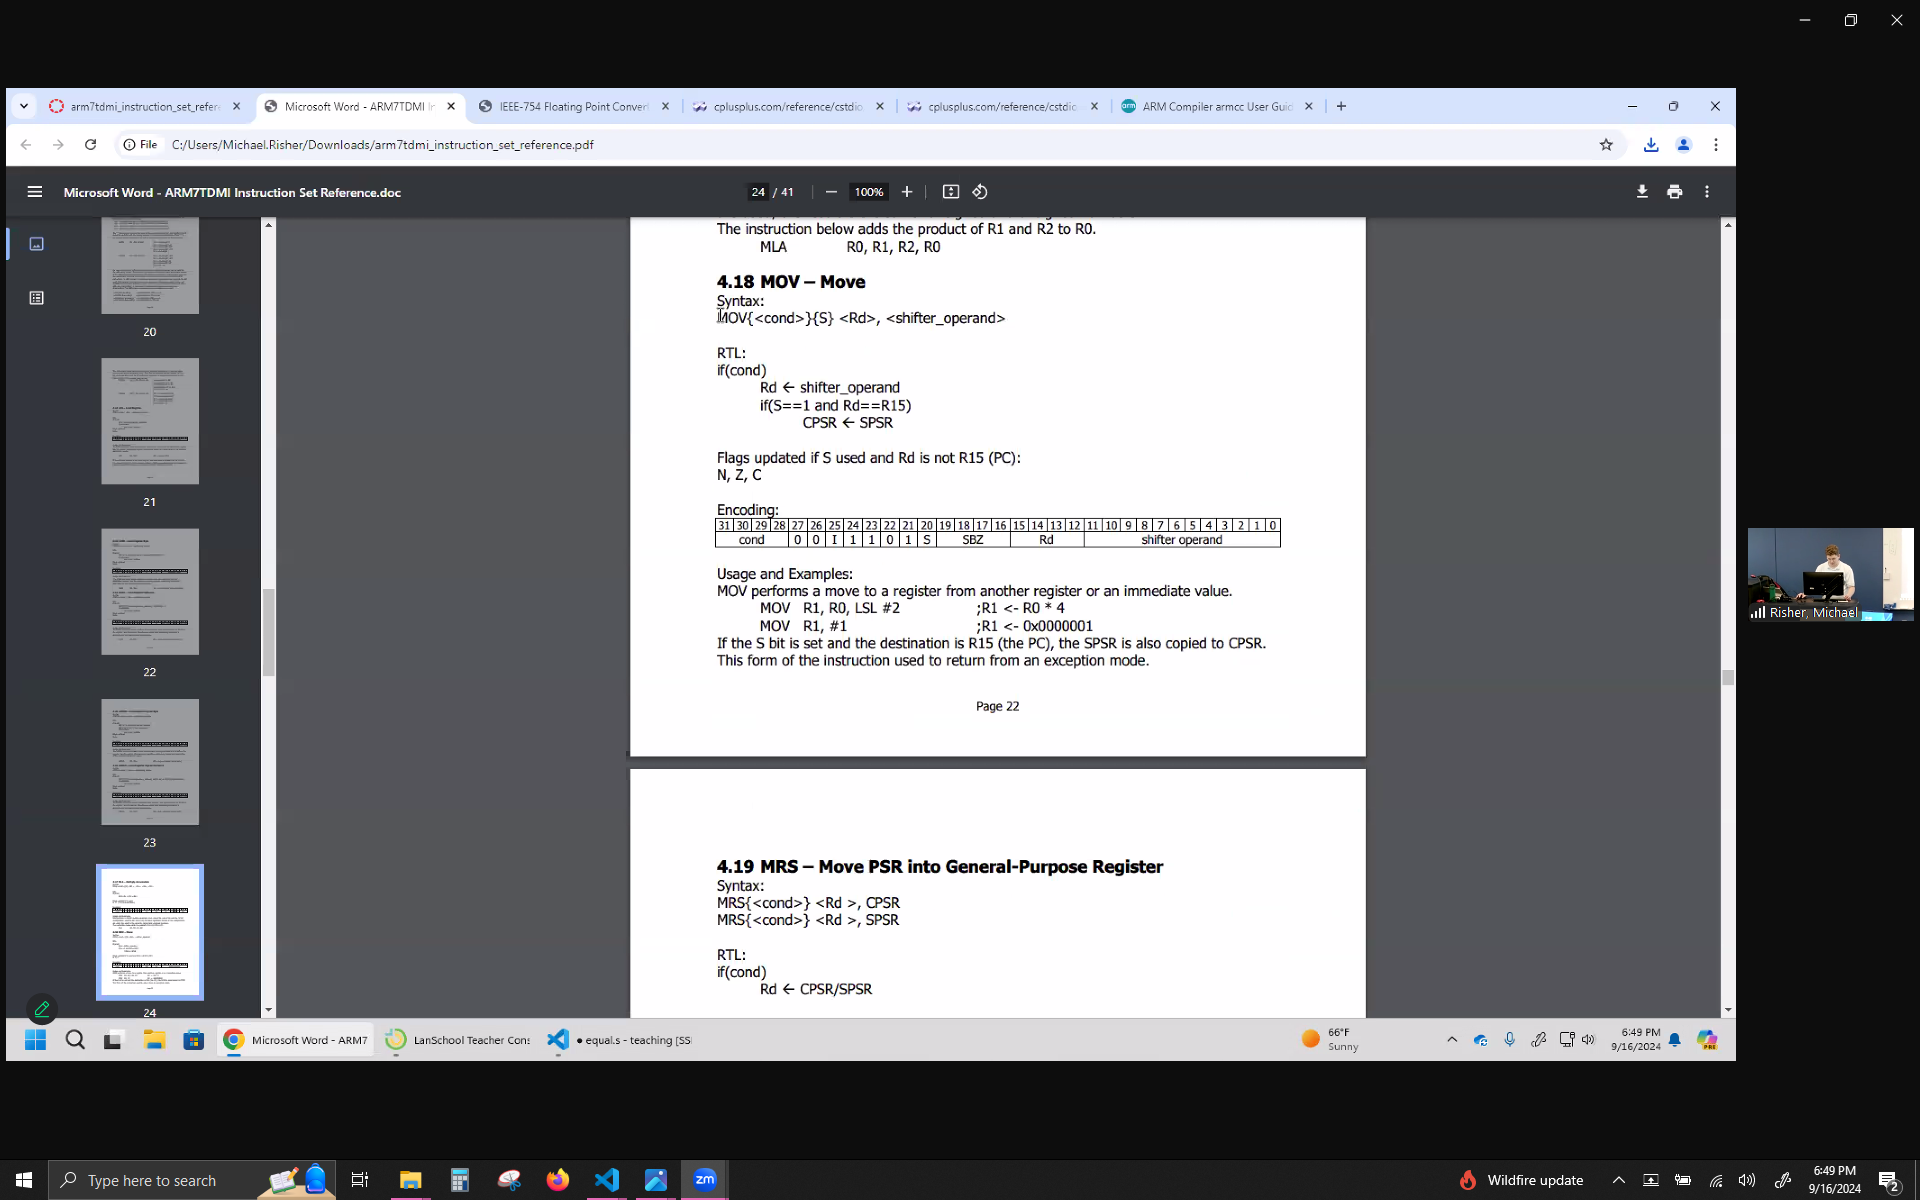 arm7tdmi_instruction_set_refere
Microsoft Word - ARM7TDMI In
IEEE-754 Floating Point Convert
cplusplus.com/reference/cstdio
cplusplus.com/reference/cstdio
ARM Compiler armcc User Guid
File
C:/Users/Michael.Risher/Downloads/arm7tdmi_instruction_set_reference.pdf
Microsoft Word - ARM7TDMI Instruction Set Reference.doc
24 / 41
100%
20
21
22
23
24
The instruction below adds the product of R1 and R2 to R0.
MLA R0, R1, R2, R0
4.18 MOV – Move
Syntax:
MOV{<cond>}{S} <Rd>, <shifter_operand>
RTL:
if(cond)
Rd ← shifter_operand
if(S==1 and Rd==R15)
CPSR ← SPSR
Flags updated if S used and Rd is not R15 (PC):
N, Z, C
Encoding:
31 30 29 28 27 26 25 24 23 22 21 20 19 18 17 16 15 14 13 12 11 10 9 8 7 6 5 4 3 2 1 0
cond 0 0 I 1 1 0 1 S SBZ Rd shifter operand
Usage and Examples:
MOV performs a move to a register from another register or an immediate value.
MOV R1, R0, LSL #2 ;R1 <- R0 * 4
MOV R1, #1 ;R1 <- 0x0000001
If the S bit is set and the destination is R15 (the PC), the SPSR is also copied to CPSR.
This form of the instruction used to return from an exception mode.
Page 22
4.19 MRS – Move PSR into General-Purpose Register
Syntax:
MRS{<cond>} <Rd >, CPSR
MRS{<cond>} <Rd >, SPSR
RTL:
if(cond)
Rd ← CPSR/SPSR
Risher, Michael
Microsoft Word - ARM7
LanSchool Teacher Cons
● equal.s - teaching [SS
66°F
Sunny
6:49 PM
9/16/2024
Type here to search
zm
Wildfire update
6:49 PM
9/16/2024
2